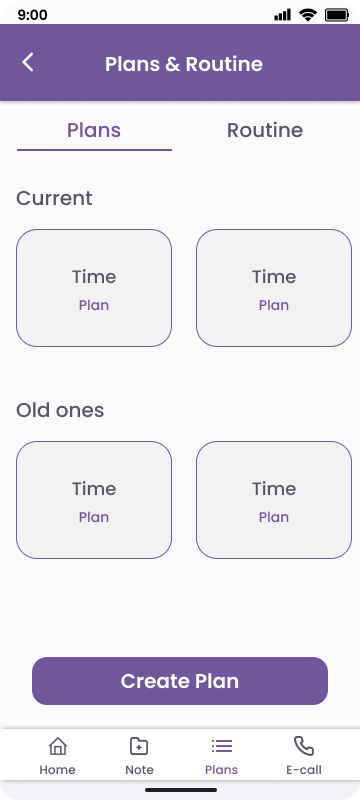 9:00
Plans & Routine
Plans Routine
Current
Time Time
Plan Plan
Old ones
Time Time
Plan Plan
Create Plan
Home Note Plans E-call